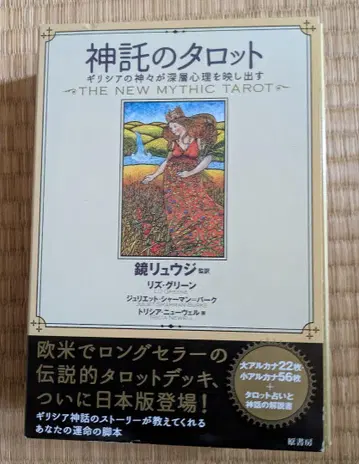 神託のタロット
ギリシアの神々が深層心理を映し出す
THE NEW MYTHIC TAROT
鏡リュウジ 監訳
リズ・グリーン
ジュリエット・シャーマン=バーク
トリシア・ニューウェル 著
欧米でロングセラーの
伝説的タロットデッキ、
ついに日本版登場!
ギリシア神話のストーリーが教えてくれる
あなたの運命の脚本
大アルカナ22枚
小アルカナ56枚
+
タロット占いと
神話の解説書
原書房